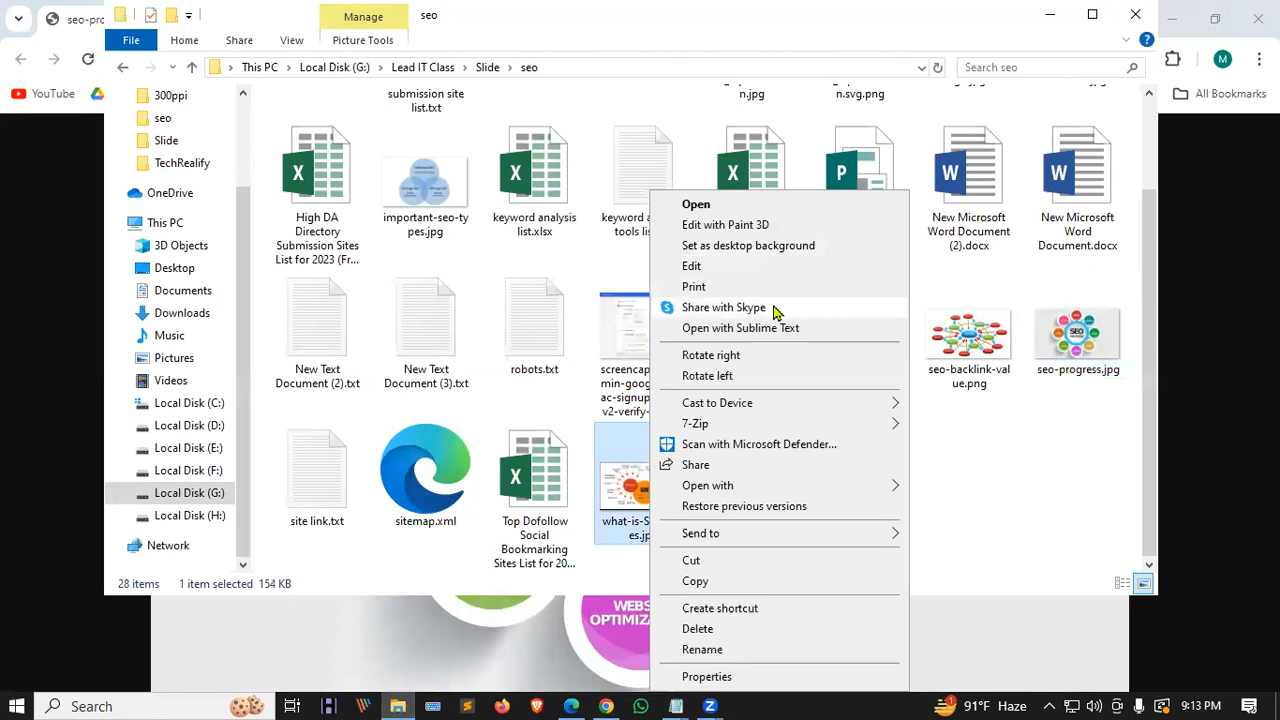 seo-pr
Manage
seo
M
File
Home
Share
View
Picture Tools
This PC
Local Disk (G:)
Lead IT Class
Slide
seo
Search seo
YouTube
All Bookmarks
300ppi
seo
Slide
TechRealify
OneDrive
This PC
3D Objects
Desktop
Documents
Downloads
Music
Pictures
Videos
Local Disk (C:)
Local Disk (D:)
Local Disk (E:)
Local Disk (F:)
Local Disk (G:)
Local Disk (H:)
Network
submission site
list.txt
n.jpg
n.svg.png
High DA
Directory
Submission Sites
List for 2023 (Fr...
important-seo-ty
pes.jpg
keyword analysis
.xlsx
keyword a
tools lis
New Microsoft
Word Document
(2).docx
New Microsoft
Word
Document.docx
New Text
Document (2).txt
New Text
Document (3).txt
robots.txt
screencap
min-goog
ac-signup
v2-verify-
seo-backlink-val
ue.png
SEO
seo-progress.jpg
site link.txt
sitemap.xml
Top Dofollow
Social
Bookmarking
Sites List for 20...
what-is-S
es.jp
Open
Edit with Paint 3D
Set as desktop background
Edit
Print
Share with Skype
Open with Sublime Text
Rotate right
Rotate left
Cast to Device
7-Zip
Scan with Microsoft Defender...
Share
Open with
Restore previous versions
Send to
Cut
Copy
Create shortcut
Delete
Rename
Properties
28 items
1 item selected
154 KB
WEBS
OPTIMIZA
Search
1
91°F Haze
9:13 PM